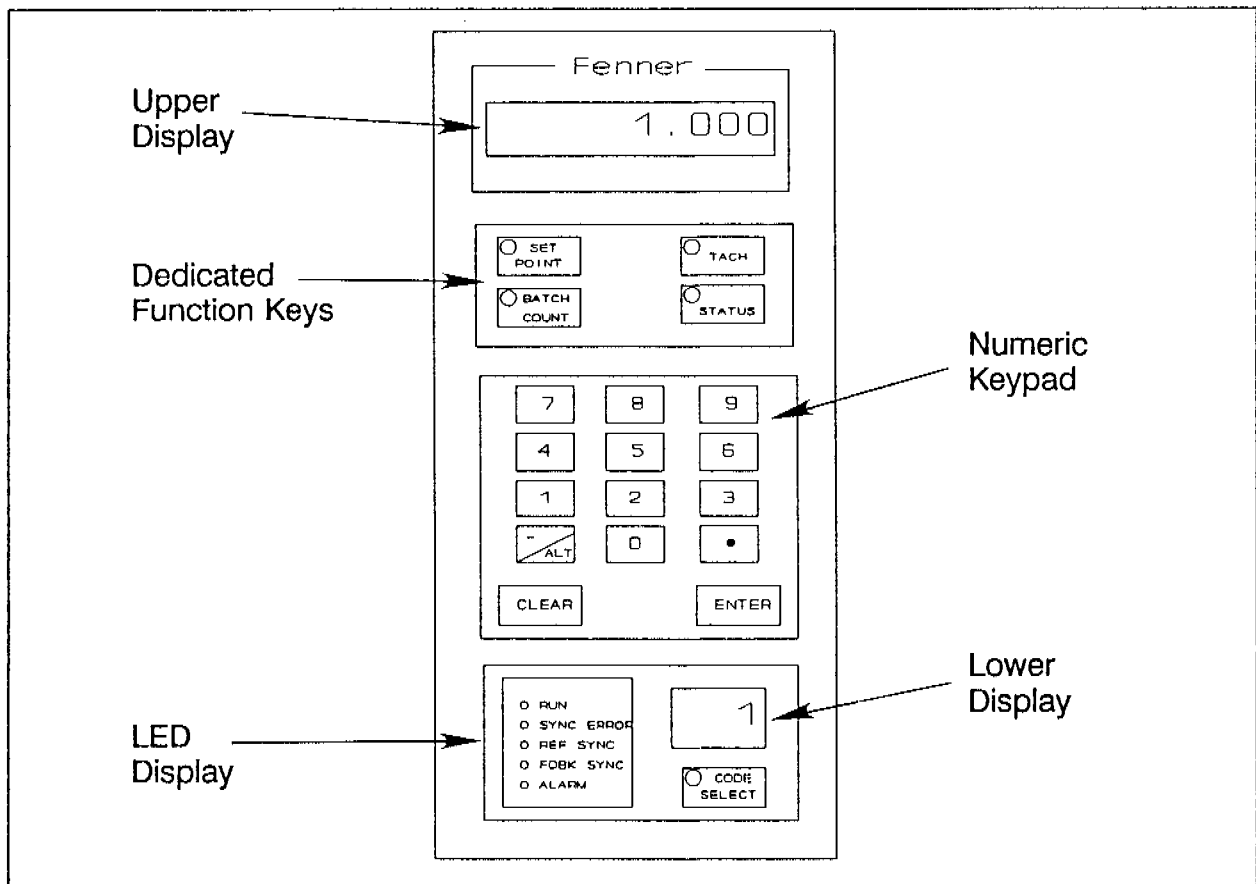 Fenner
Upper
Display
1.000
Dedicated
Function Keys
SET
POINT
TACH
BATCH
COUNT
STATUS
Numeric
Keypad
7 8 9
4 5 6
1 2 3
-/ALT 0 •
CLEAR ENTER
LED
Display
RUN
SYNC ERROR
REF SYNC
FDBK SYNC
ALARM
Lower
Display
1
CODE
SELECT